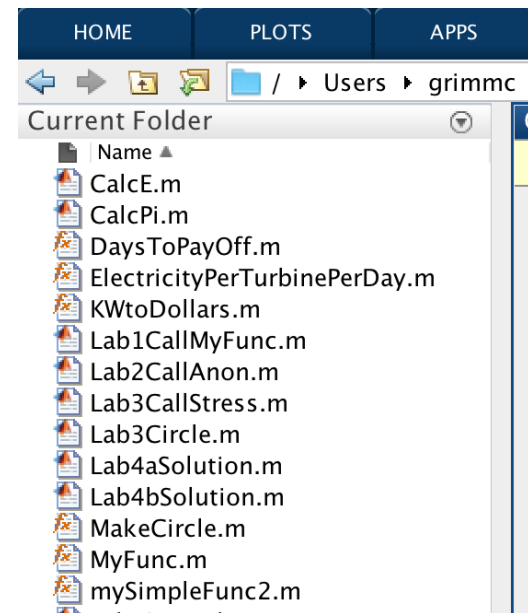 HOME PLOTS APPS
/ Users grimmc
Current Folder
Name
CalcE.m
CalcPi.m
DaysToPayOff.m
ElectricityPerTurbinePerDay.m
KWtoDollars.m
Lab1CallMyFunc.m
Lab2CallAnon.m
Lab3CallStress.m
Lab3Circle.m
Lab4aSolution.m
Lab4bSolution.m
MakeCircle.m
MyFunc.m
mySimpleFunc2.m